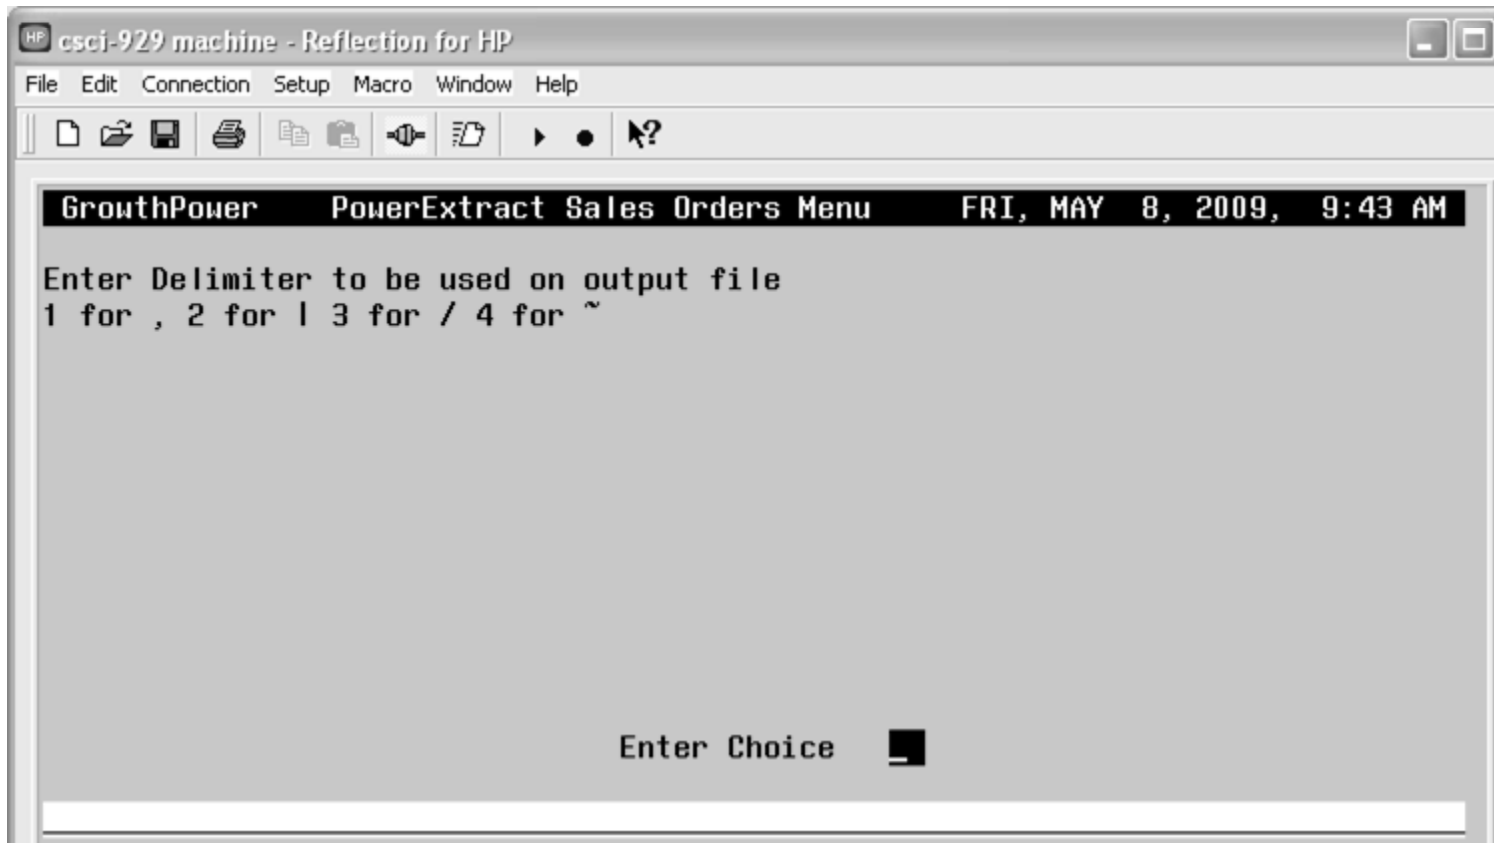 HP csci-929 machine - Reflection for HP
File Edit Connection Setup Macro Window Help
GrowthPower PowerExtract Sales Orders Menu FRI, MAY 8, 2009, 9:43 AM
Enter Delimiter to be used on output file
1 for , 2 for | 3 for / 4 for ~
Enter Choice